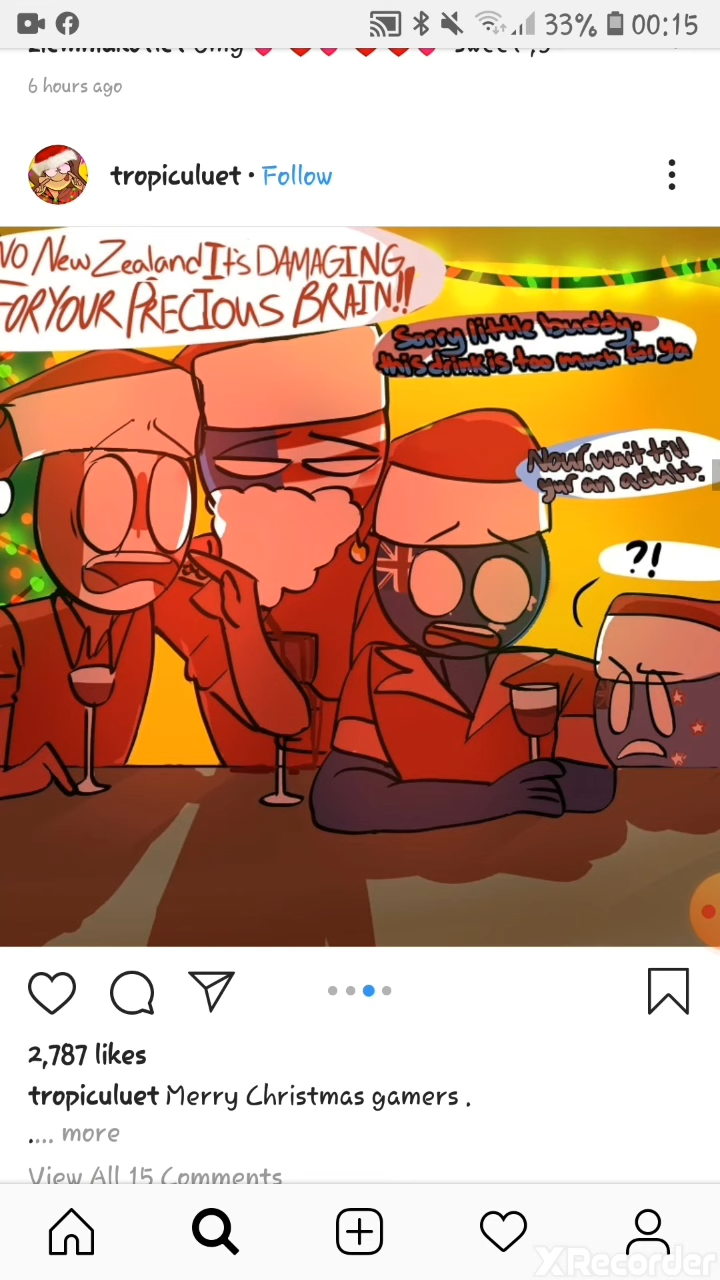 33% 00:15
6 hours ago
tropiculuet • Follow
NO New Zealand It's DAMAGING
FOR YOUR PRECIOUS BRAIN!!
Sorry little buddy.
this drink is too much for ya
Now. wait till
yur an adult.
?!
2,787 likes
tropiculuet Merry Christmas gamers .
.... more
View All 15 Comments
XRecorder